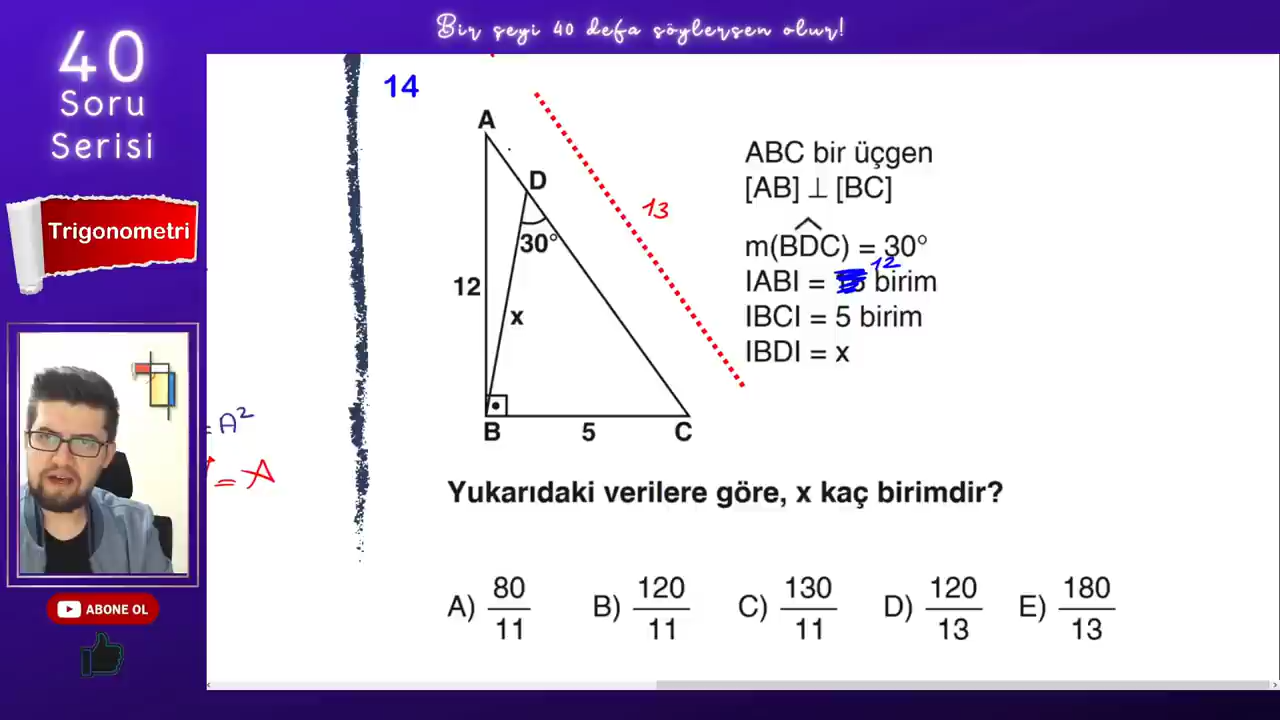 Bir şeyi 40 defa söylersen olur!
40
Soru
Serisi
Trigonometri
= A²
= A
ABONE OL
14
A
D
30°
12
x
B
5
C
13
ABC bir üçgen
[AB] ⊥ [BC]
m(BDC) = 30°
12
IABI = birim
IBCI = 5 birim
IBDI = x
Yukarıdaki verilere göre, x kaç birimdir?
A) 80/11 B) 120/11 C) 130/11 D) 120/13 E) 180/13